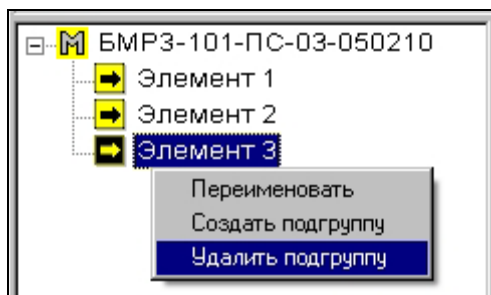 БМРЗ-101-ПС-03-050210
Элемент 1
Элемент 2
Элемент 3
Переименовать
Создать подгруппу
Удалить подгруппу